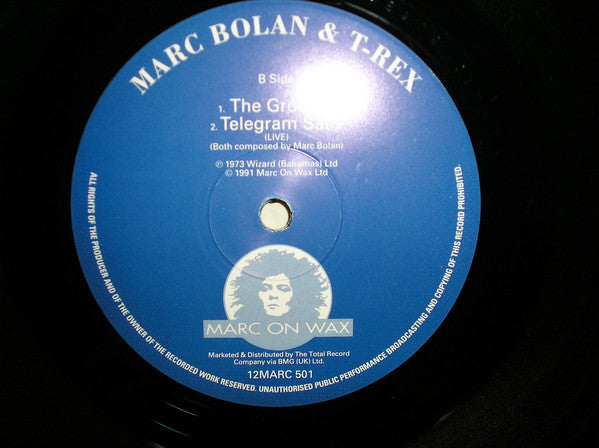 MARC BOLAN & T-REX
B Side
1. The
2. Telegram
(LIVE)
(Both composed by Marc Bolan)
℗ 1973 Wizard (Bahamas) Ltd
© 1991 Marc On Wax Ltd
MARC ON WAX
Marketed & Distributed by The Total Record
Company via BMG (UK) Ltd.
12MARC 501
ALL RIGHTS OF THE PRODUCER AND OF THE OWNER OF THE RECORDED WORK RESERVED. UNAUTHORISED PUBLIC PERFORMANCE BROADCASTING AND COPYING OF THIS RECORD PROHIBITED.